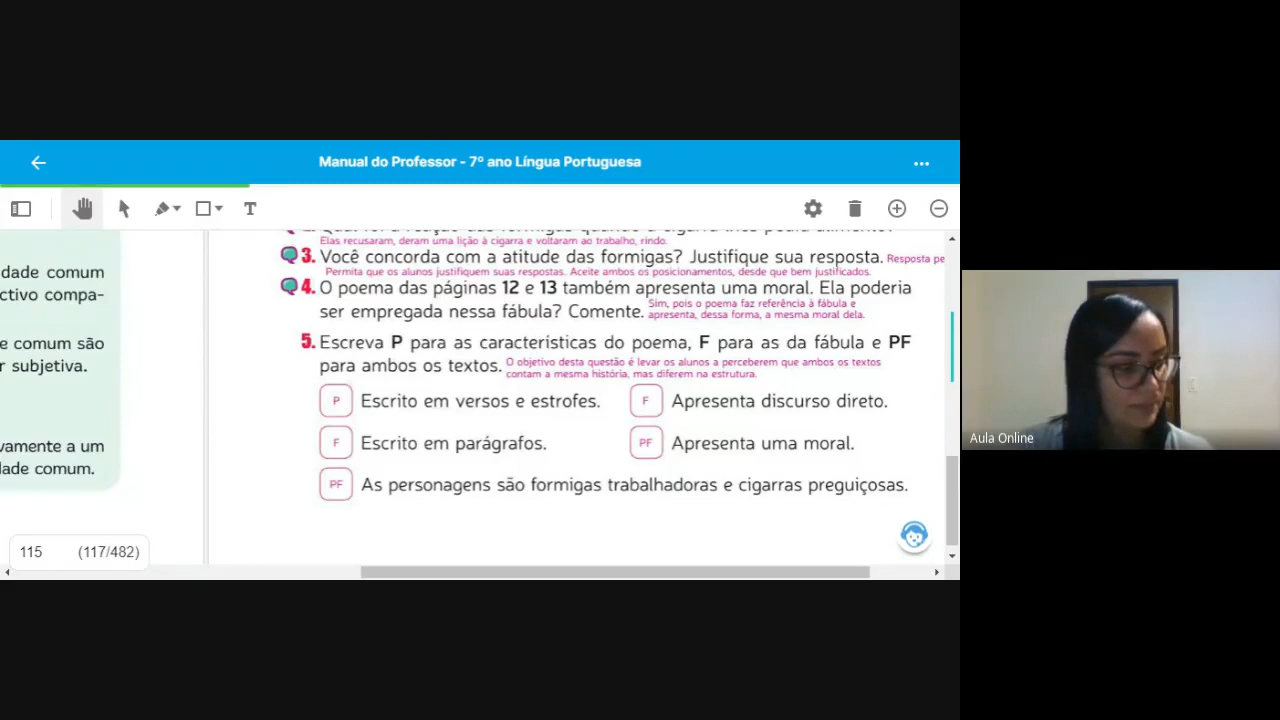 Manual do Professor - 7º ano Língua Portuguesa
T
dade comum
ctivo compa-
e comum são
r subjetiva.
vamente a um
dade comum.
115 (117/482)
Elas recusaram, deram uma lição à cigarra e voltaram ao trabalho, rindo.
3. Você concorda com a atitude das formigas? Justifique sua resposta. Resposta pe
Permita que os alunos justifiquem suas respostas. Aceite ambos os posicionamentos, desde que bem justificados.
4. O poema das páginas 12 e 13 também apresenta uma moral. Ela poderia
ser empregada nessa fábula? Comente. Sim, pois o poema faz referência à fábula e
apresenta, dessa forma, a mesma moral dela.
5. Escreva P para as características do poema, F para as da fábula e PF
para ambos os textos. O objetivo desta questão é levar os alunos a perceberem que ambos os textos
contam a mesma história, mas diferem na estrutura.
P Escrito em versos e estrofes. F Apresenta discurso direto.
F Escrito em parágrafos. PF Apresenta uma moral.
PF As personagens são formigas trabalhadoras e cigarras preguiçosas.
Aula Online